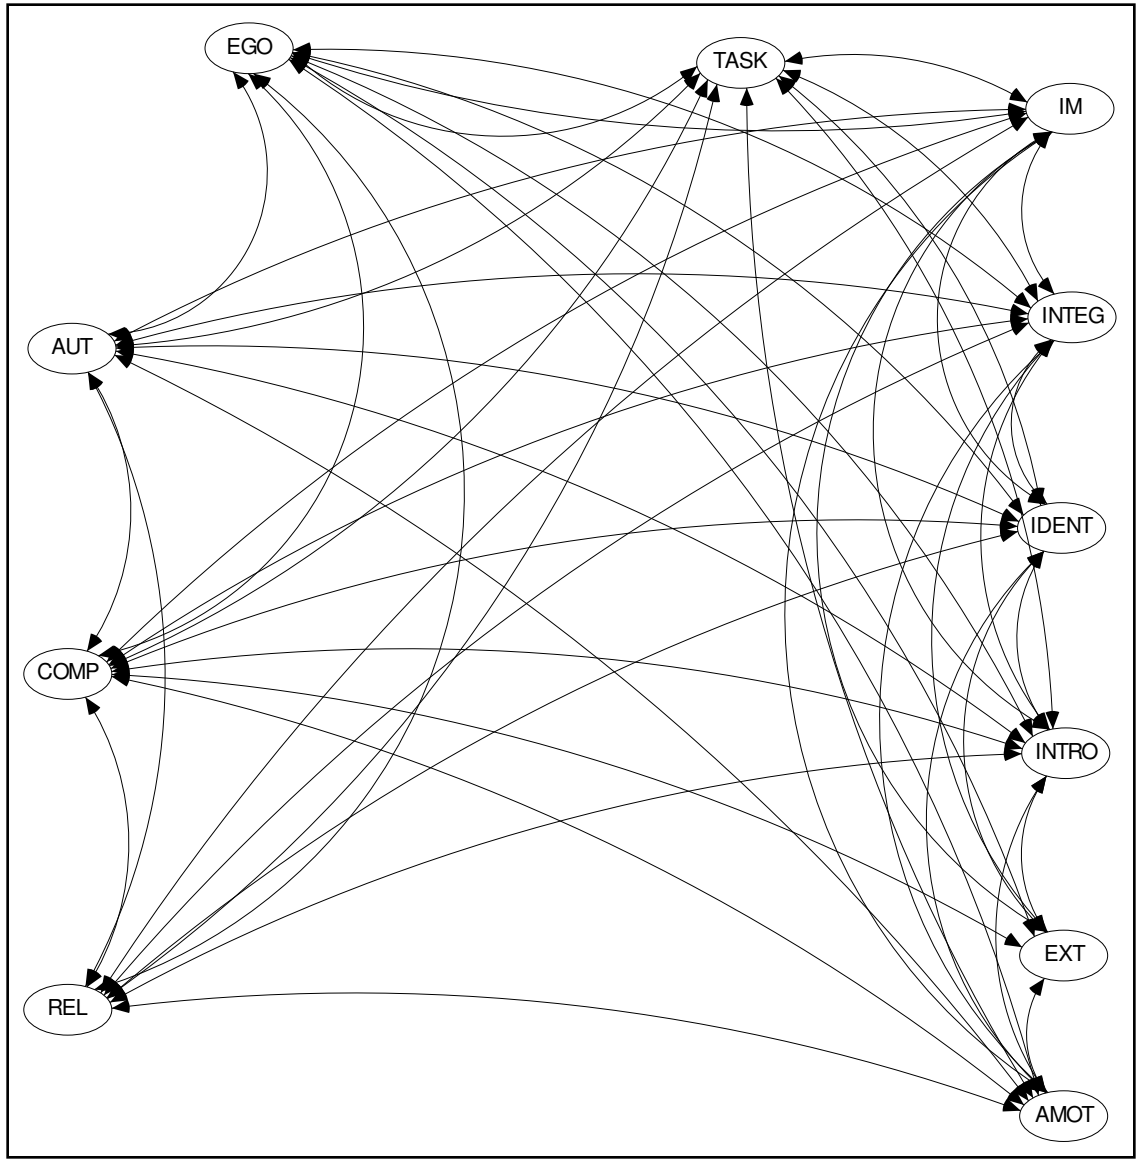 EGO
TASK
IM
INTEG
AUT
IDENT
COMP
INTRO
EXT
REL
AMOT